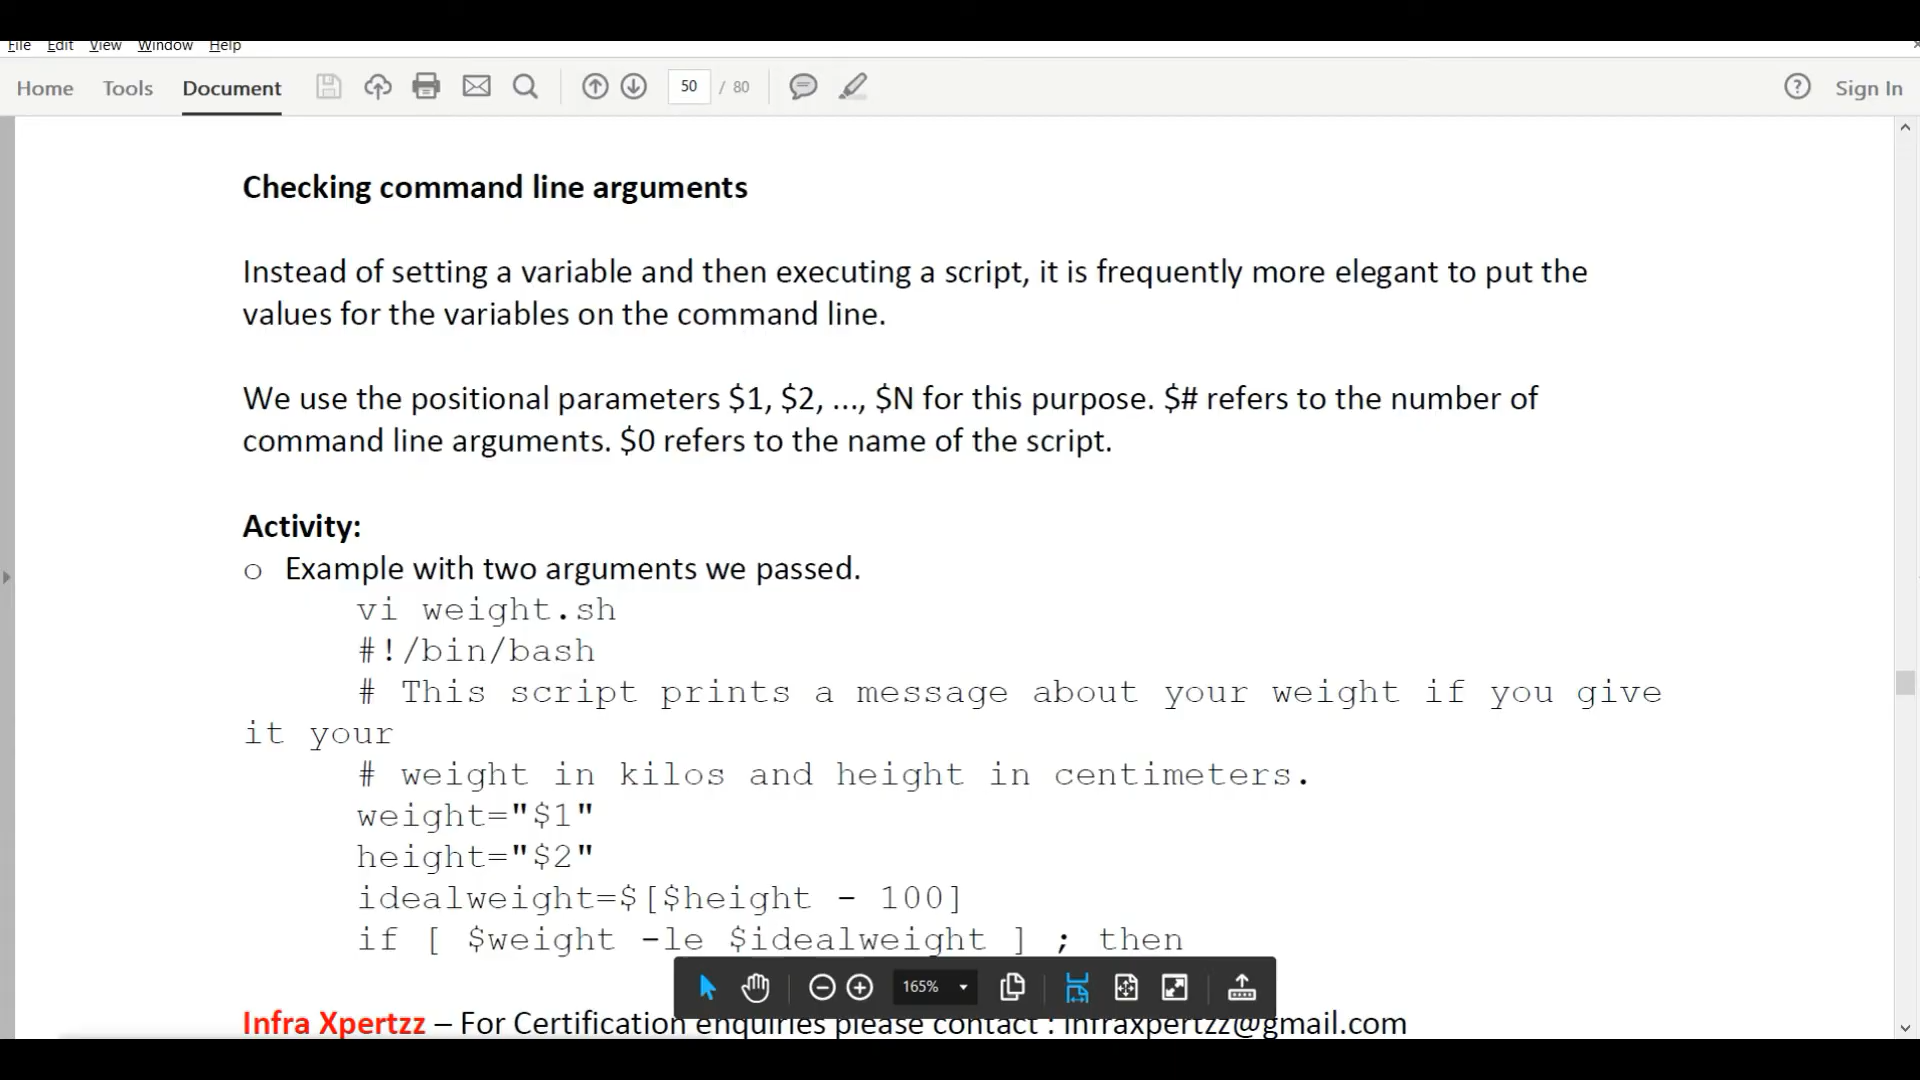 File Edit View Window Help
Home Tools Document 50 / 80 Sign In
Checking command line arguments
Instead of setting a variable and then executing a script, it is frequently more elegant to put the
values for the variables on the command line.
We use the positional parameters $1, $2, ..., $N for this purpose. $# refers to the number of
command line arguments. $0 refers to the name of the script.
Activity:
o Example with two arguments we passed.
vi weight.sh
#!/bin/bash
# This script prints a message about your weight if you give
it your
# weight in kilos and height in centimeters.
weight="$1"
height="$2"
idealweight=$[$height - 100]
if [ $weight -le $idealweight ] ; then
165%
Infra Xpertzz – For Certification enquiries please contact : infraxpertzz@gmail.com